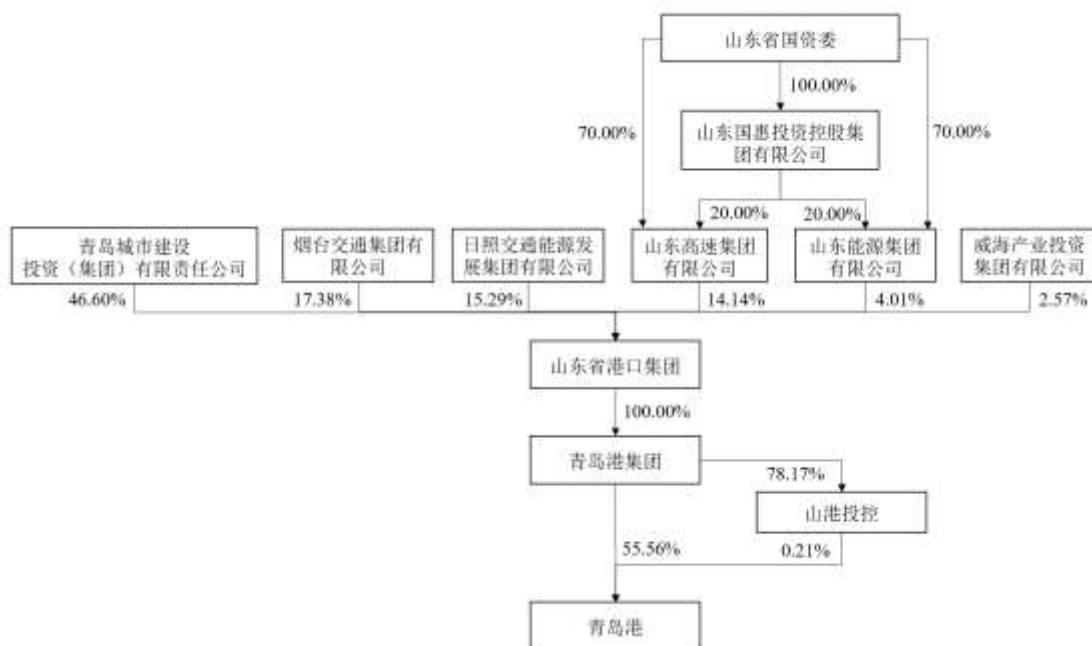 山东省国资委
100.00%
70.00%
70.00%
山东国惠投资控股集
团有限公司
20.00%
20.00%
青岛城市建设
投资（集团）有限责任公司
烟台交通集团有
限公司
日照交通能源发
展集团有限公司
山东高速集团
有限公司
山东能源集团
有限公司
威海产业投资
集团有限公司
46.60%
17.38%
15.29%
14.14%
4.01%
2.57%
山东省港口集团
100.00%
青岛港集团
78.17%
山港投控
55.56%
0.21%
青岛港